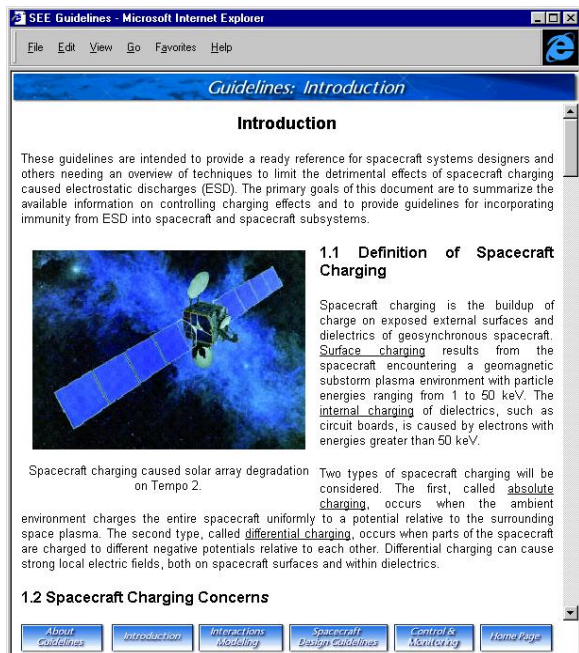 SEE Guidelines - Microsoft Internet Explorer
File Edit View Go Favorites Help
Guidelines: Introduction
Introduction
These guidelines are intended to provide a ready reference for spacecraft systems designers and
others needing an overview of techniques to limit the detrimental effects of spacecraft charging
caused electrostatic discharges (ESD). The primary goals of this document are to summarize the
available information on controlling charging effects and to provide guidelines for incorporating
immunity from ESD into spacecraft and spacecraft subsystems.
1.1 Definition of Spacecraft
Charging
Spacecraft charging is the buildup of
charge on exposed external surfaces and
dielectrics of geosynchronous spacecraft.
Surface charging results from the
spacecraft encountering a geomagnetic
substorm plasma environment with particle
energies ranging from 1 to 50 keV. The
internal charging of dielectrics, such as
circuit boards, is caused by electrons with
energies greater than 50 keV.
Spacecraft charging caused solar array degradation
on Tempo 2.
Two types of spacecraft charging will be
considered. The first, called absolute
charging, occurs when the ambient
environment charges the entire spacecraft uniformly to a potential relative to the surrounding
space plasma. The second type, called differential charging, occurs when parts of the spacecraft
are charged to different negative potentials relative to each other. Differential charging can cause
strong local electric fields, both on spacecraft surfaces and within dielectrics.
1.2 Spacecraft Charging Concerns
About Guidelines
Introduction
Interactions Modeling
Spacecraft Design Guidelines
Control & Monitoring
Home Page